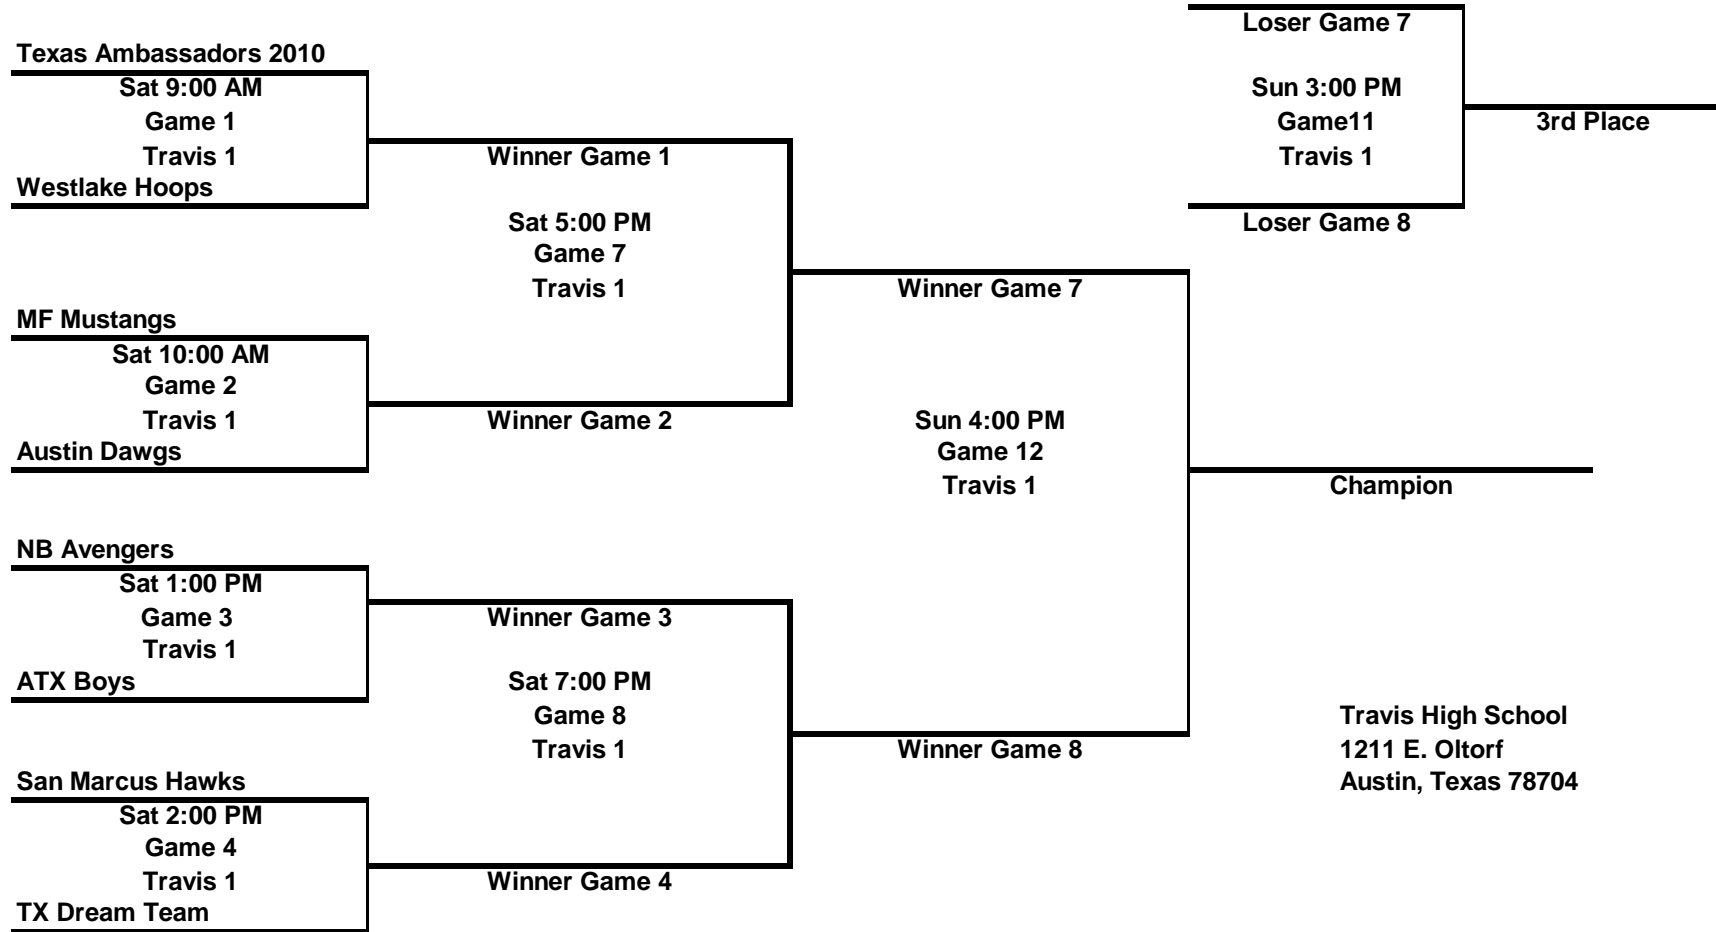 Texas Ambassadors 2010
Sat 9:00 AM
Game 1
Travis 1
Westlake Hoops
MF Mustangs
Sat 10:00 AM
Game 2
Travis 1
Austin Dawgs
NB Avengers
Sat 1:00 PM
Game 3
Travis 1
ATX Boys
San Marcus Hawks
Sat 2:00 PM
Game 4
Travis 1
TX Dream Team
Winner Game 1
Sat 5:00 PM
Game 7
Travis 1
Winner Game 2
Winner Game 3
Sat 7:00 PM
Game 8
Travis 1
Winner Game 4
Winner Game 7
Sun 4:00 PM
Game 12
Travis 1
Winner Game 8
Loser Game 7
Sun 3:00 PM
Game11
Travis 1
Loser Game 8
3rd Place
Champion
Travis High School
1211 E. Oltorf
Austin, Texas 78704